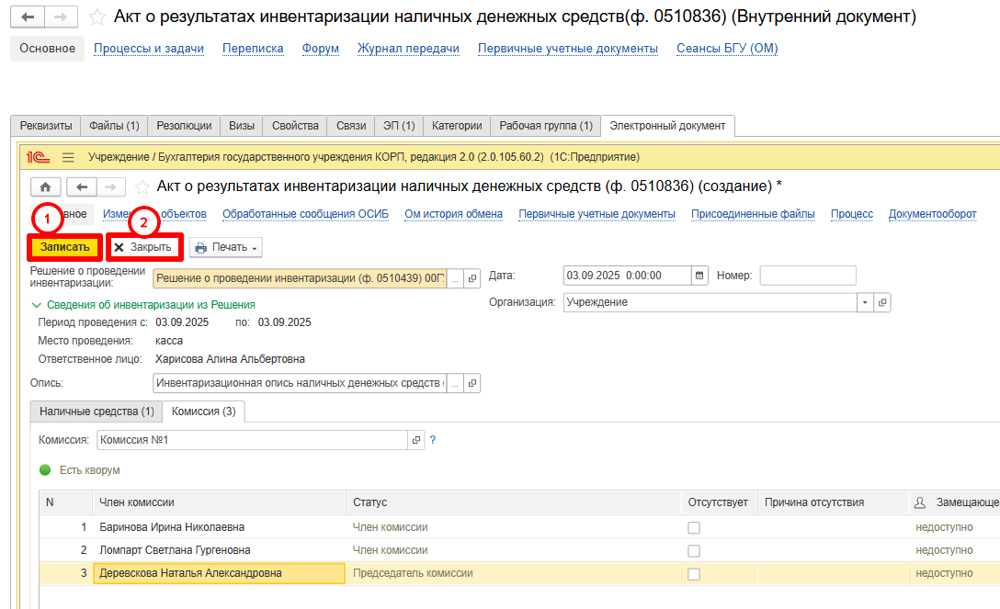 Акт о результатах инвентаризации наличных денежных средств(ф. 0510836) (Внутренний документ)
Основное Процессы и задачи Переписка Форум Журнал передачи Первичные учетные документы Сеансы БГУ (ОМ)
Реквизиты Файлы (1) Резолюции Визы Свойства Связи ЭП (1) Категории Рабочая группа (1) Электронный документ
1С Учреждение / Бухгалтерия государственного учреждения КОРП, редакция 2.0 (2.0.105.60.2) (1С:Предприятие)
Акт о результатах инвентаризации наличных денежных средств (ф. 0510836) (создание) *
1 вное Измен 2 объектов Обработанные сообщения ОСИБ Ом история обмена Первичные учетные документы Присоединенные файлы Процесс Документооборот
Записать Закрыть Печать
Решение о проведении инвентаризации: Решение о проведении инвентаризации (ф. 0510439) 00Г ... Дата: 03.09.2025 0:00:00 Номер:
Организация: Учреждение
Сведения об инвентаризации из Решения
Период проведения с: 03.09.2025 по: 03.09.2025
Место проведения: касса
Ответственное лицо: Харисова Алина Альбертовна
Опись: Инвентаризационная опись наличных денежных средств ( ...
Наличные средства (1) Комиссия (3)
Комиссия: Комиссия №1 ?
Есть кворум
N Член комиссии Статус Отсутствует Причина отсутствия Замещающе
1 Баринова Ирина Николаевна Член комиссии недоступно
2 Ломпарт Светлана Гургеновна Член комиссии недоступно
3 Деревскова Наталья Александровна Председатель комиссии недоступно